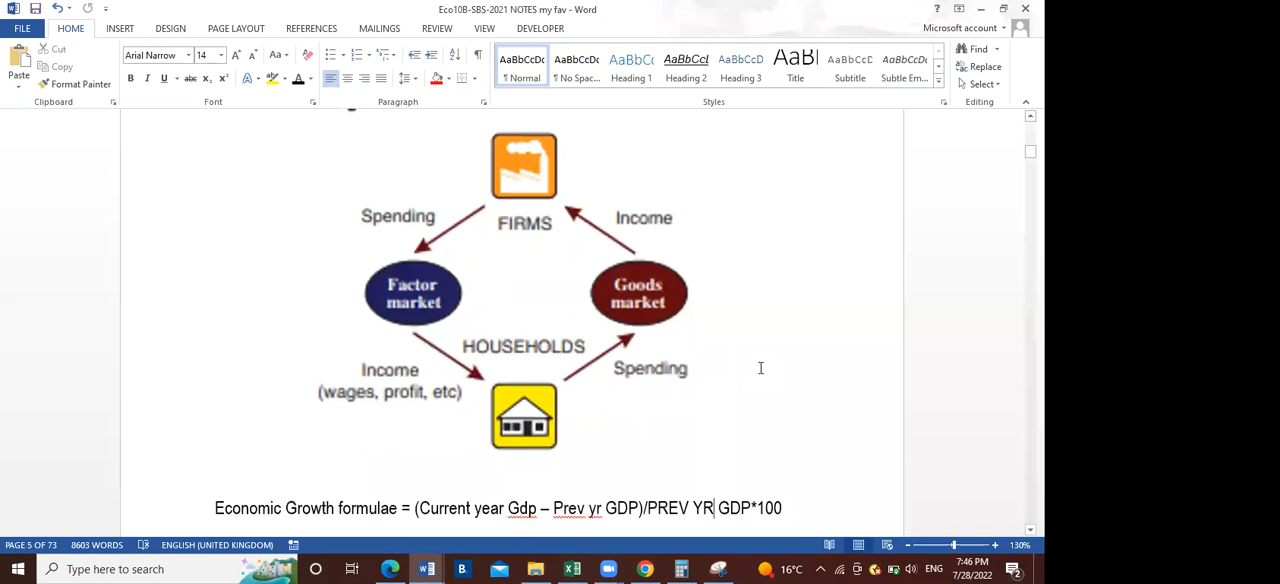 Eco10B-SBS-2021 NOTES my fav - Word
FILE HOME INSERT DESIGN PAGE LAYOUT REFERENCES MAILINGS REVIEW VIEW DEVELOPER Microsoft account
Paste
Cut
Copy
Format Painter
Arial Narrow 14
AaBbCcDc AaBbCcDc AaBbCc AaBbCcI AaBbCcD AaBl AaBbCcC AaBbCcDc
¶ Normal ¶ No Spac... Heading 1 Heading 2 Heading 3 Title Subtitle Subtle Em...
Find
Replace
Select
Clipboard Font Paragraph Styles Editing
FIRMS
Spending
Income
Factor
market
Goods
market
HOUSEHOLDS
Income
(wages, profit, etc)
Spending
Economic Growth formulae = (Current year Gdp – Prev yr GDP)/PREV YR GDP*100
PAGE 5 OF 73 8603 WORDS ENGLISH (UNITED KINGDOM) 130%
Type here to search
16°C
ENG
7:46 PM
7/28/2022